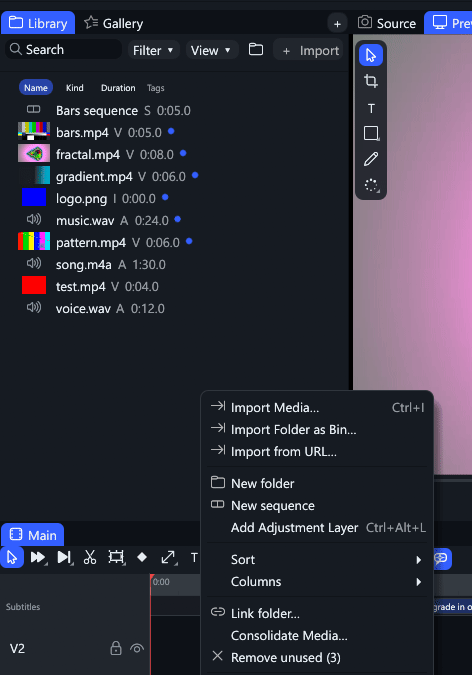 Library Gallery + Source Prev
Search Filter View + Import
Name Kind Duration Tags
Bars sequence S 0:05.0
bars.mp4 V 0:05.0
fractal.mp4 V 0:08.0
gradient.mp4 V 0:06.0
logo.png I 0:00.0
music.wav A 0:24.0
pattern.mp4 V 0:06.0
song.m4a A 1:30.0
test.mp4 V 0:04.0
voice.wav A 0:12.0
Import Media... Ctrl+I
Import Folder as Bin...
Import from URL...
New folder
New sequence
Add Adjustment Layer Ctrl+Alt+L
Sort
Columns
Link folder...
Consolidate Media...
Remove unused (3)
Main
T
T
0:00
Subtitles
grade in o
V2